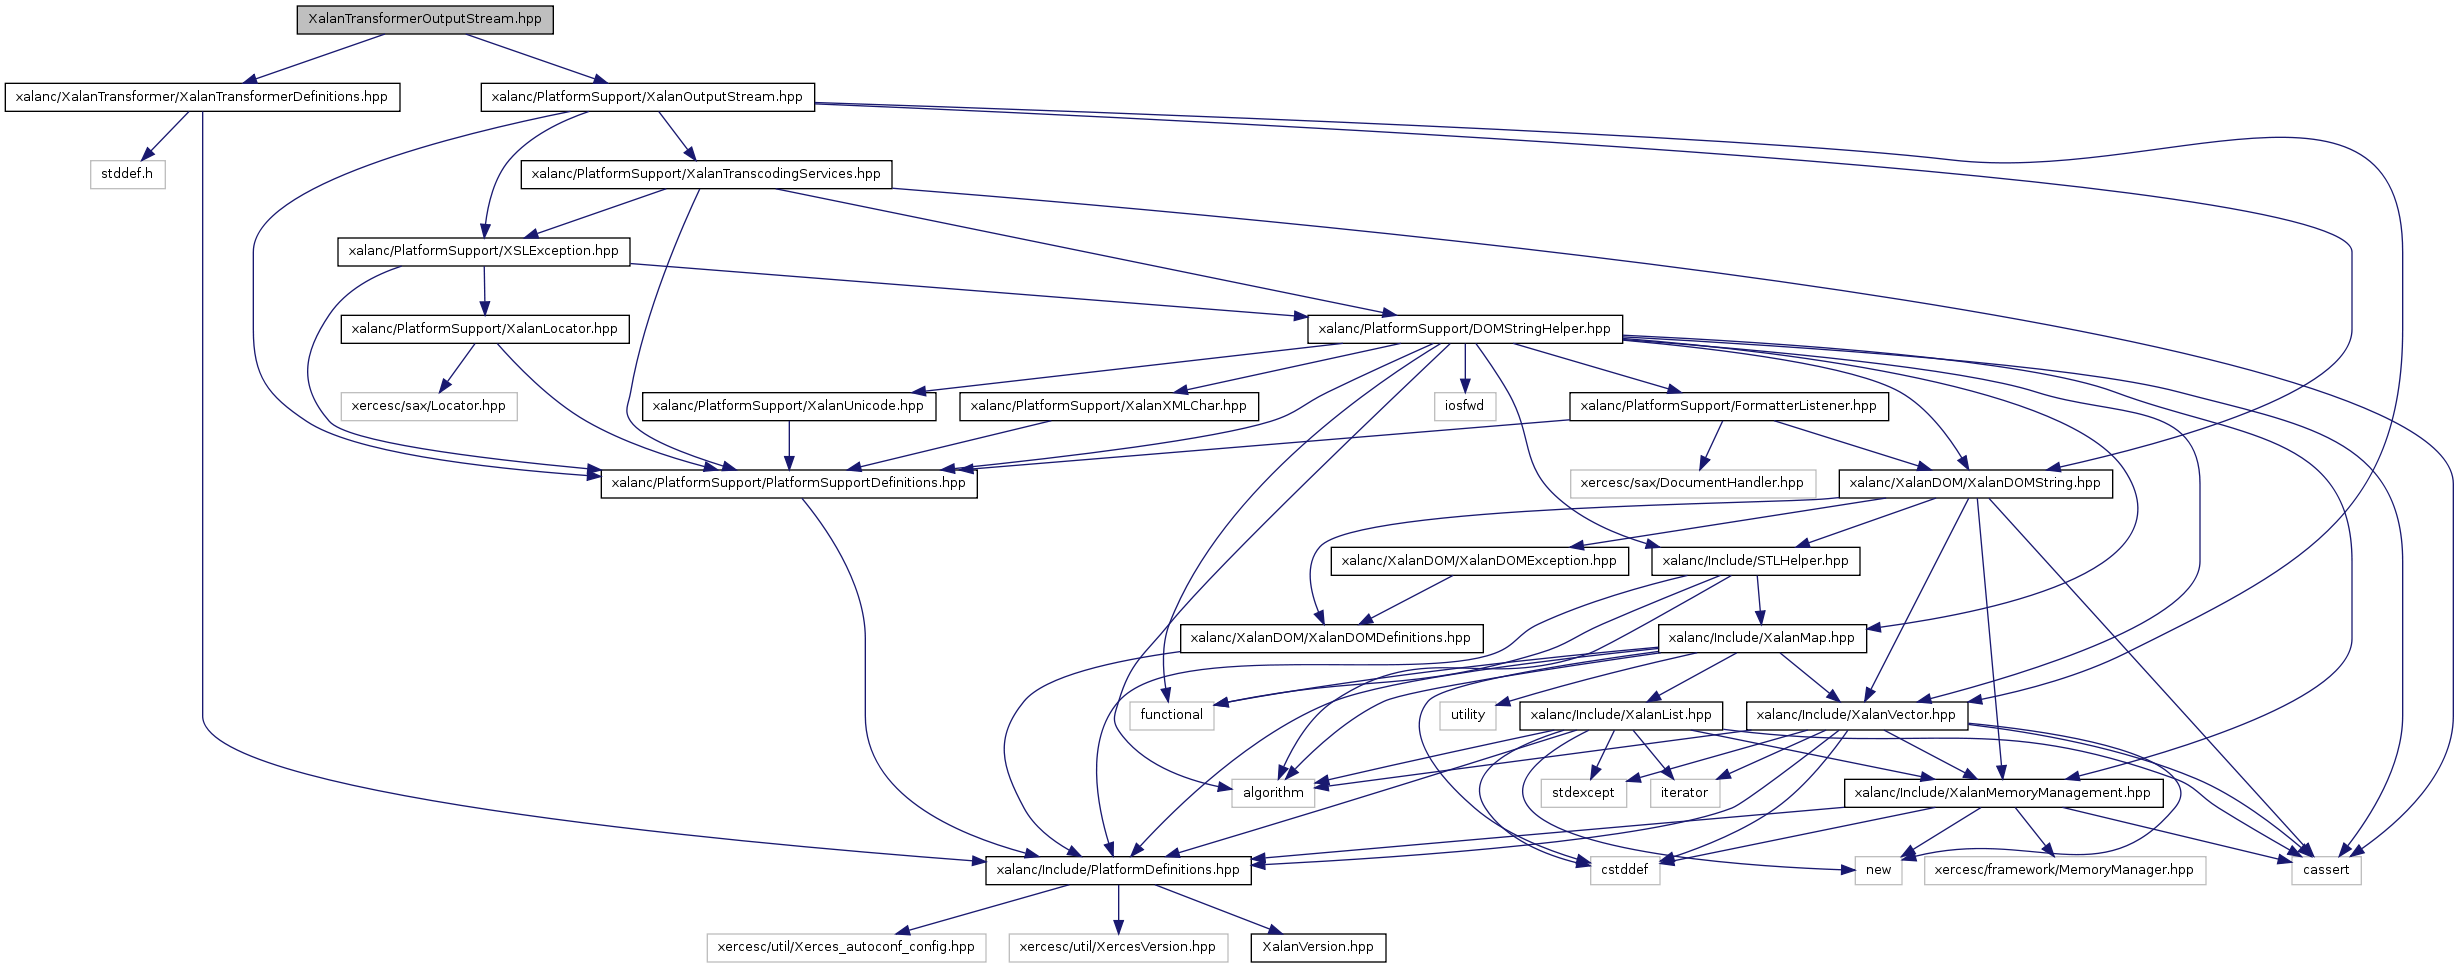 XalanTransformerOutputStream.hpp
xalanc/XalanTransformer/XalanTransformerDefinitions.hpp
xalanc/PlatformSupport/XalanOutputStream.hpp
stddef.h
xalanc/PlatformSupport/XalanTranscodingServices.hpp
xalanc/PlatformSupport/XSLException.hpp
xalanc/PlatformSupport/XalanLocator.hpp
xalanc/PlatformSupport/DOMStringHelper.hpp
xercesc/sax/Locator.hpp
xalanc/PlatformSupport/XalanUnicode.hpp
xalanc/PlatformSupport/XalanXMLChar.hpp
iosfwd
xalanc/PlatformSupport/FormatterListener.hpp
xalanc/PlatformSupport/PlatformSupportDefinitions.hpp
xercesc/sax/DocumentHandler.hpp
xalanc/XalanDOM/XalanDOMString.hpp
xalanc/XalanDOM/XalanDOMException.hpp
xalanc/Include/STLHelper.hpp
xalanc/XalanDOM/XalanDOMDefinitions.hpp
xalanc/Include/XalanMap.hpp
functional
utility
xalanc/Include/XalanList.hpp
xalanc/Include/XalanVector.hpp
algorithm
stdexcept
iterator
xalanc/Include/XalanMemoryManagement.hpp
xalanc/Include/PlatformDefinitions.hpp
cstddef
new
xercesc/framework/MemoryManager.hpp
cassert
xercesc/util/Xerces_autoconf_config.hpp
xercesc/util/XercesVersion.hpp
XalanVersion.hpp